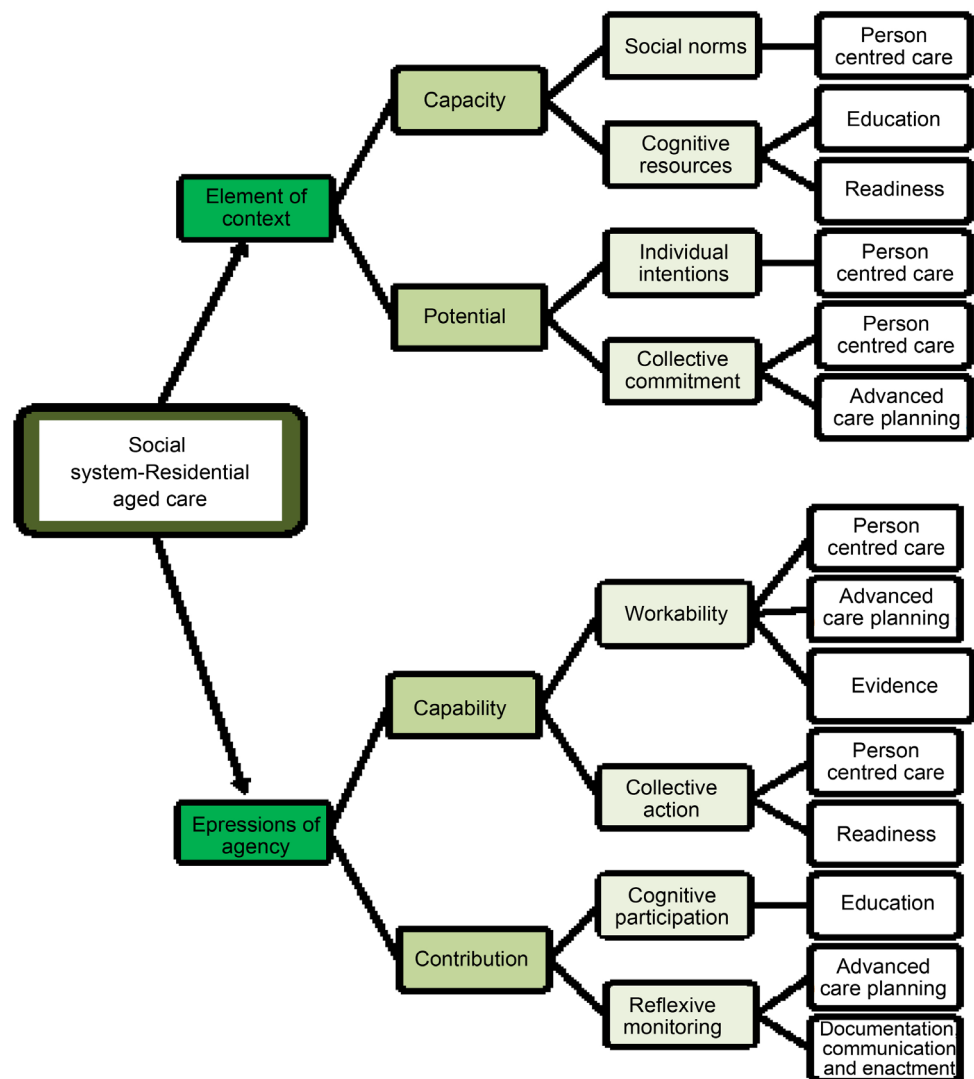 Social norms
Person
centred care
Capacity
Cognitive
resources
Education
Readiness
Element of
context
Individual
intentions
Person
centred care
Potential
Collective
commitment
Person
centred care
Advanced
care planning
Social
system-Residential
aged care
Workability
Person
centred care
Advanced
care planning
Evidence
Capability
Collective
action
Person
centred care
Readiness
Epressions of
agency
Cognitive
participation
Education
Contribution
Reflexive
monitoring
Advanced
care planning
Documentation,
communication
and enactment